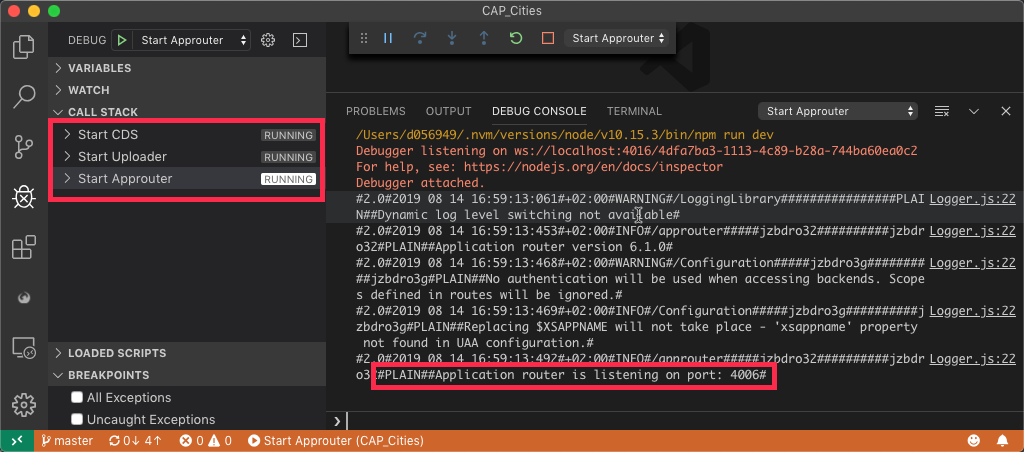 CAP_Cities
DEBUG Start Approuter
Start Approuter
VARIABLES
WATCH
CALL STACK
Start CDS RUNNING
Start Uploader RUNNING
Start Approuter RUNNING
LOADED SCRIPTS
BREAKPOINTS
All Exceptions
Uncaught Exceptions
PROBLEMS OUTPUT DEBUG CONSOLE TERMINAL Start Approuter
/Users/d056949/.nvm/versions/node/v10.15.3/bin/npm run dev
Debugger listening on ws://localhost:4016/4dfa7ba3-1113-4c89-b28a-744ba60ea0c2
For help, see: https://nodejs.org/en/docs/inspector
Debugger attached.
#2.0#2019 08 14 16:59:13:061#+02:00#WARNING#/LoggingLibrary################PLAI Logger.js:22
N##Dynamic log level switching not available#
#2.0#2019 08 14 16:59:13:453#+02:00#INFO#/approuter#####jzbdro32##########jzbdr Logger.js:22
o32#PLAIN##Application router version 6.1.0#
#2.0#2019 08 14 16:59:13:468#+02:00#WARNING#/Configuration#####jzbdro3g######## Logger.js:22
##jzbdro3g#PLAIN##No authentication will be used when accessing backends. Scope
s defined in routes will be ignored.#
#2.0#2019 08 14 16:59:13:469#+02:00#INFO#/Configuration#####jzbdro3g##########j Logger.js:22
zbdro3g#PLAIN##Replacing $XSAPPNAME will not take place - 'xsappname' property
not found in UAA configuration.#
#2.0#2019 08 14 16:59:13:492#+02:00#INFO#/approuter#####jzbdro32##########jzbdr Logger.js:22
o32#PLAIN##Application router is listening on port: 4006#
master 0↓ 4↑ 0 0 Start Approuter (CAP_Cities)